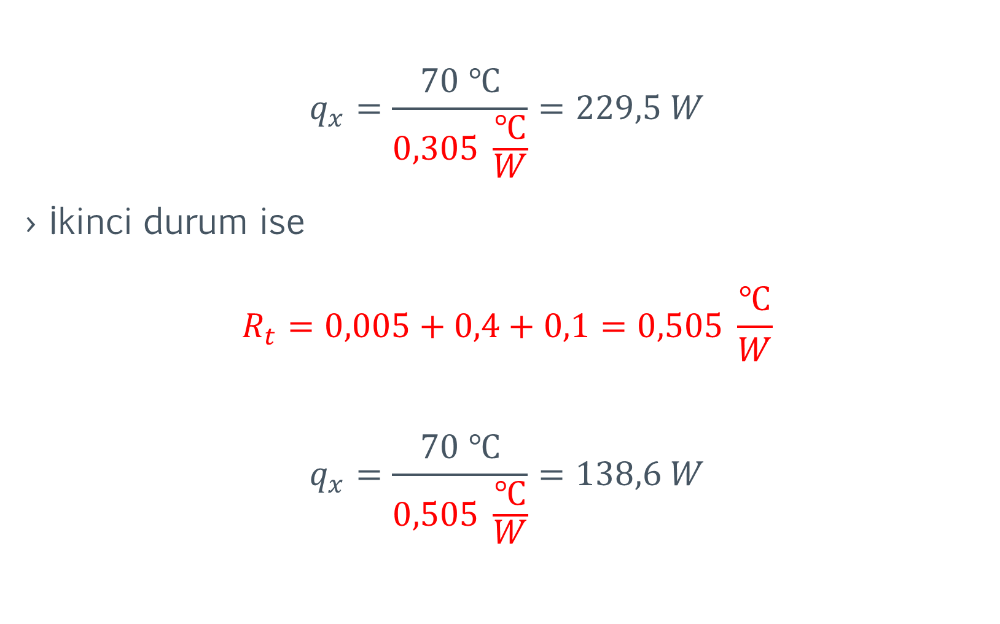 q_x = 70 ℃ / (0,305 ℃/W) = 229,5 W
› İkinci durum ise
R_t = 0,005 + 0,4 + 0,1 = 0,505 ℃/W
q_x = 70 ℃ / (0,505 ℃/W) = 138,6 W